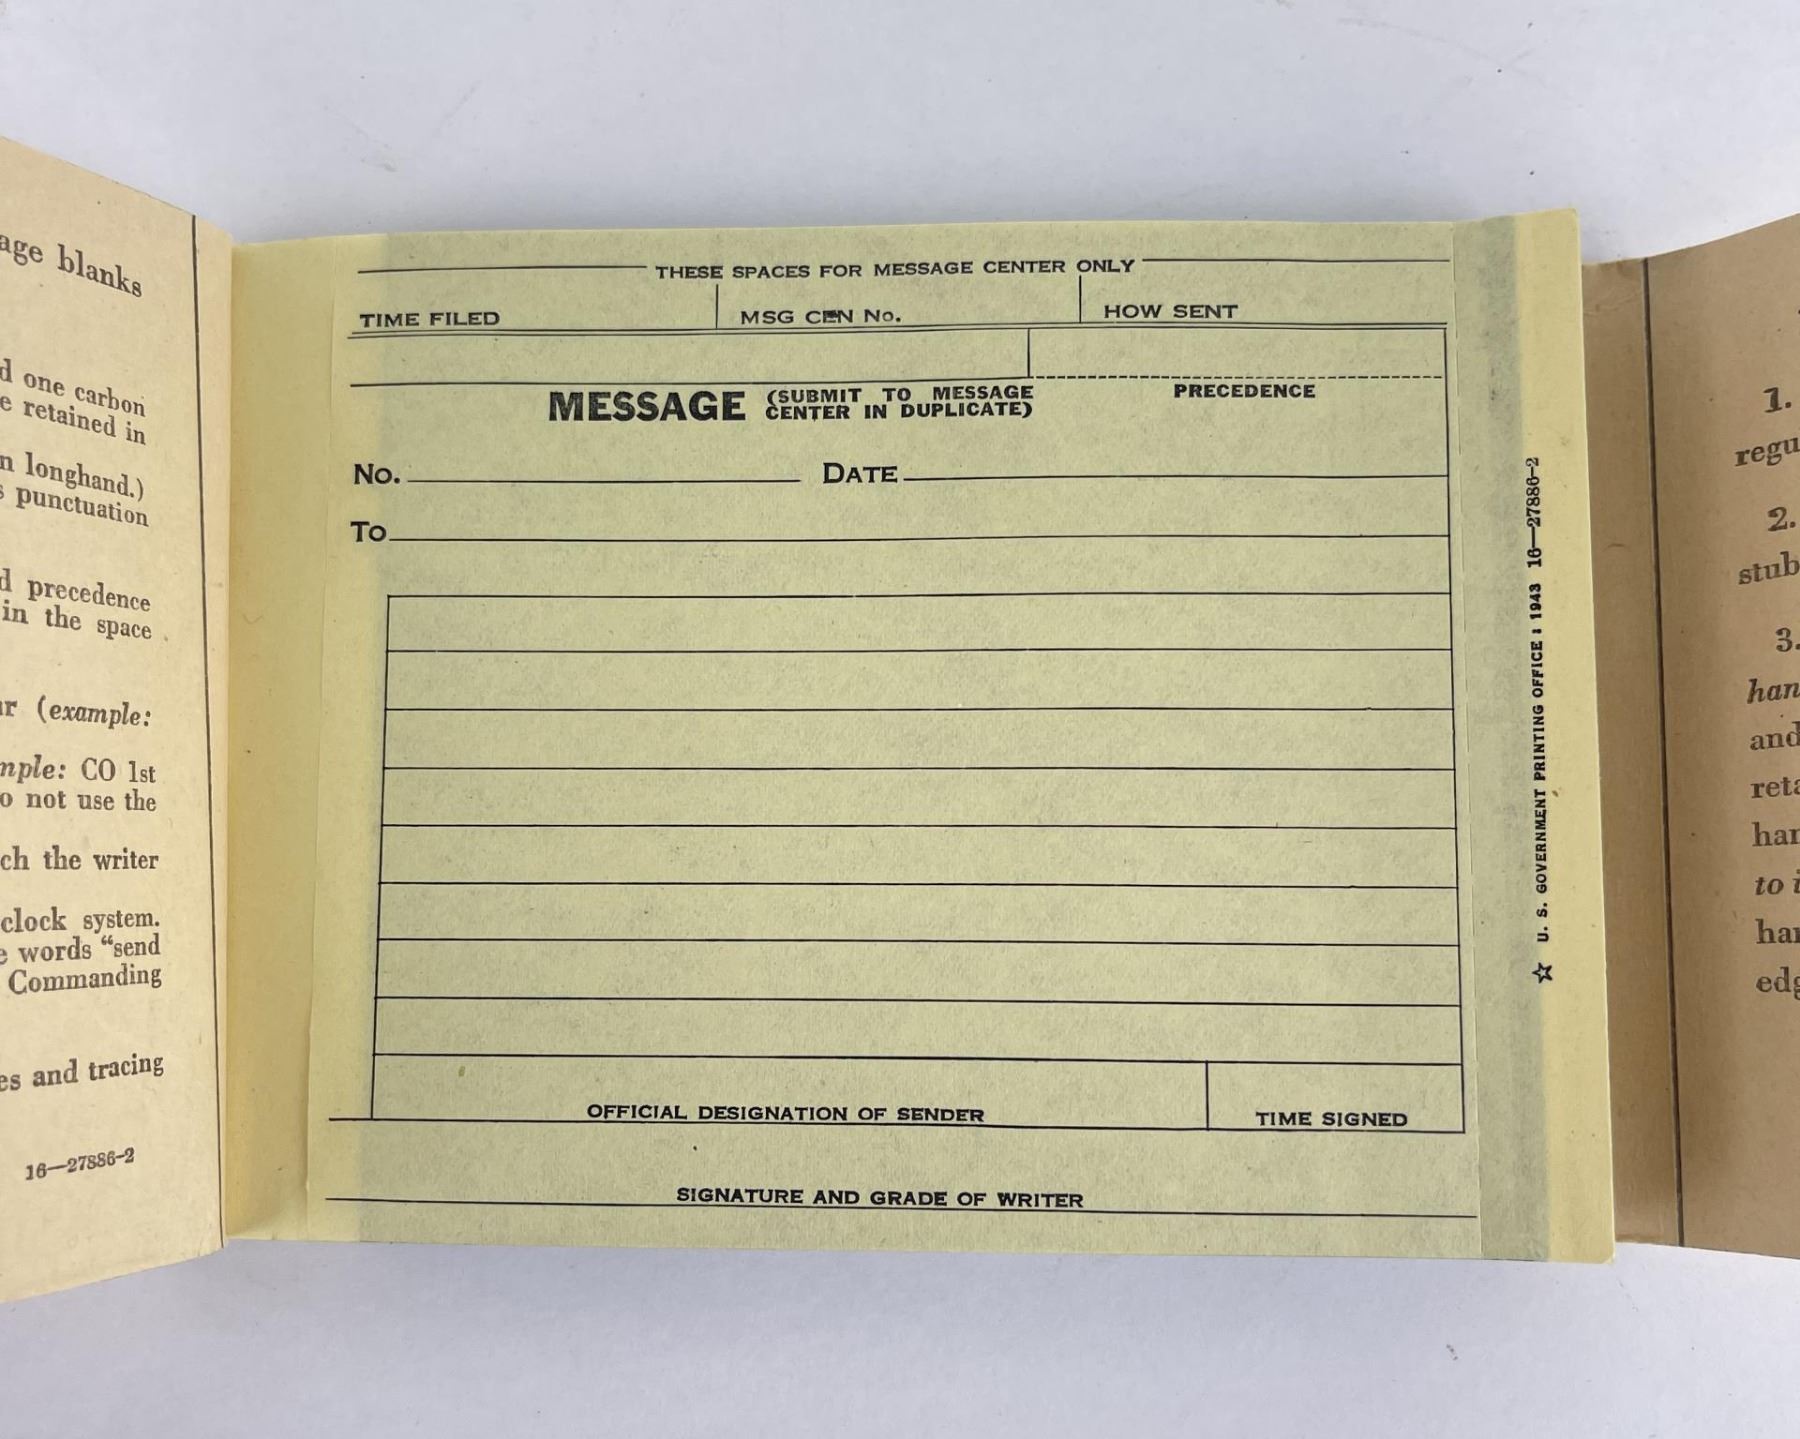 age blanks
one carbon
retained in
longhand.)
punctuation
precedence
in the space
(example:
CO 1st
not use the
the writer
clock system.
words “send
Commanding
and tracing
16—27886-2
THESE SPACES FOR MESSAGE CENTER ONLY
TIME FILED MSG CEN No. HOW SENT
MESSAGE (SUBMIT TO MESSAGE PRECEDENCE
CENTER IN DUPLICATE)
No. DATE
To
OFFICIAL DESIGNATION OF SENDER TIME SIGNED
SIGNATURE AND GRADE OF WRITER
☆ U. S. GOVERNMENT PRINTING OFFICE : 1943 16—27886-2
1.
regu
2.
stub
3.
han
and
reta
har
to i
har
edg